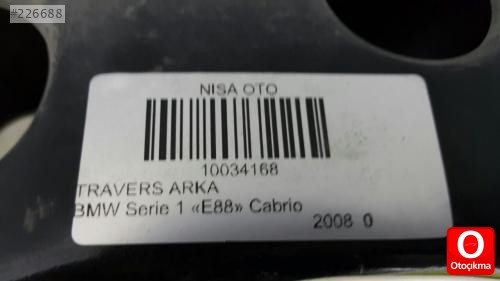 #226688
NISA OTO
10034168
TRAVERS ARKA
BMW Serie 1 «E88» Cabrio
2008 0
O
Otoçıkma